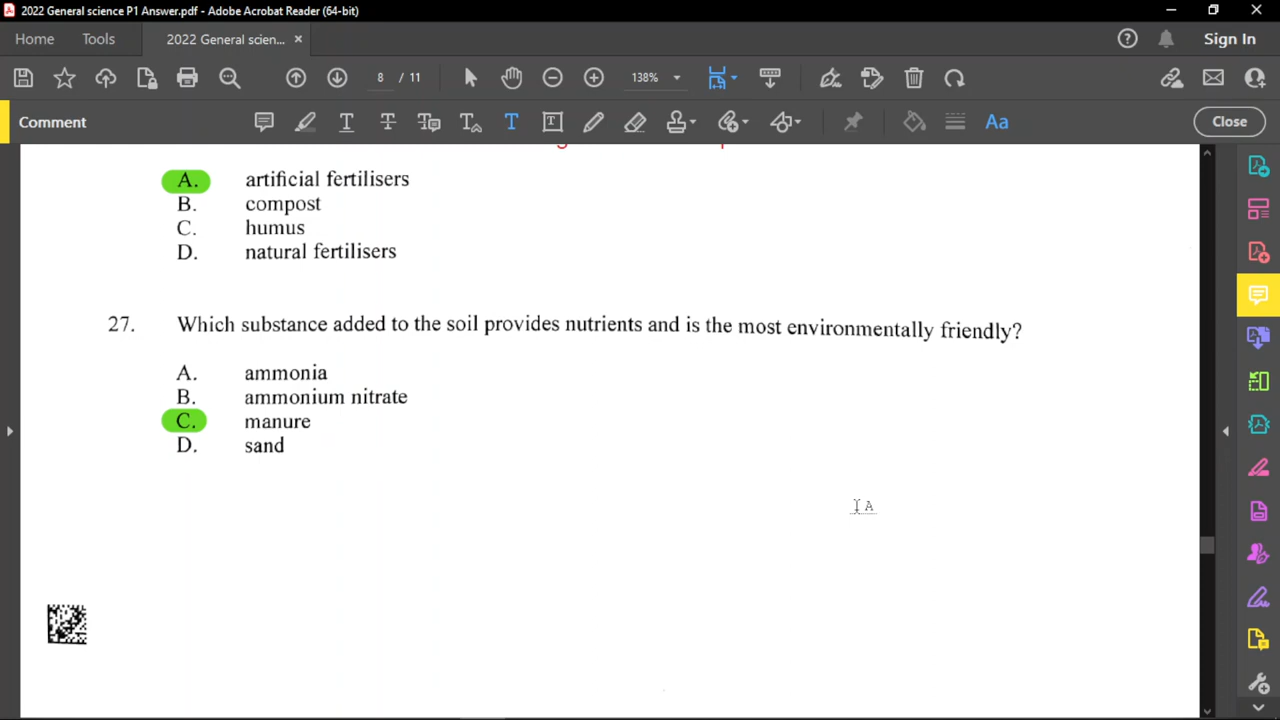 2022 General science P1 Answer.pdf - Adobe Acrobat Reader (64-bit)
Home Tools 2022 General scien... × Sign In
8 / 11 138%
Comment Aa Close
A. artificial fertilisers
B. compost
C. humus
D. natural fertilisers
27. Which substance added to the soil provides nutrients and is the most environmentally friendly?
A. ammonia
B. ammonium nitrate
C. manure
D. sand